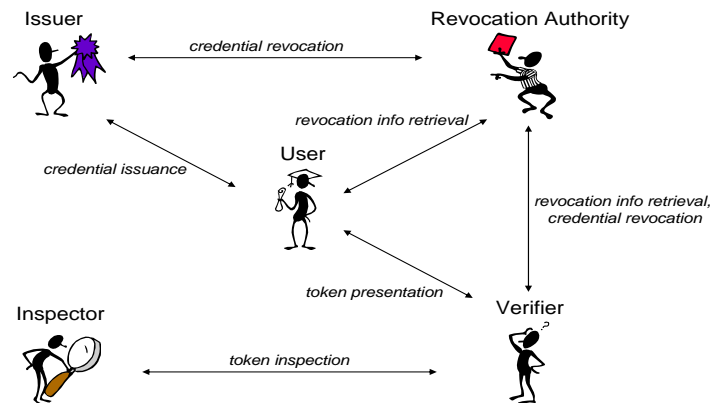 Issuer
Revocation Authority
credential revocation
revocation info retrieval
User
credential issuance
revocation info retrieval,
credential revocation
token presentation
Inspector
Verifier
token inspection